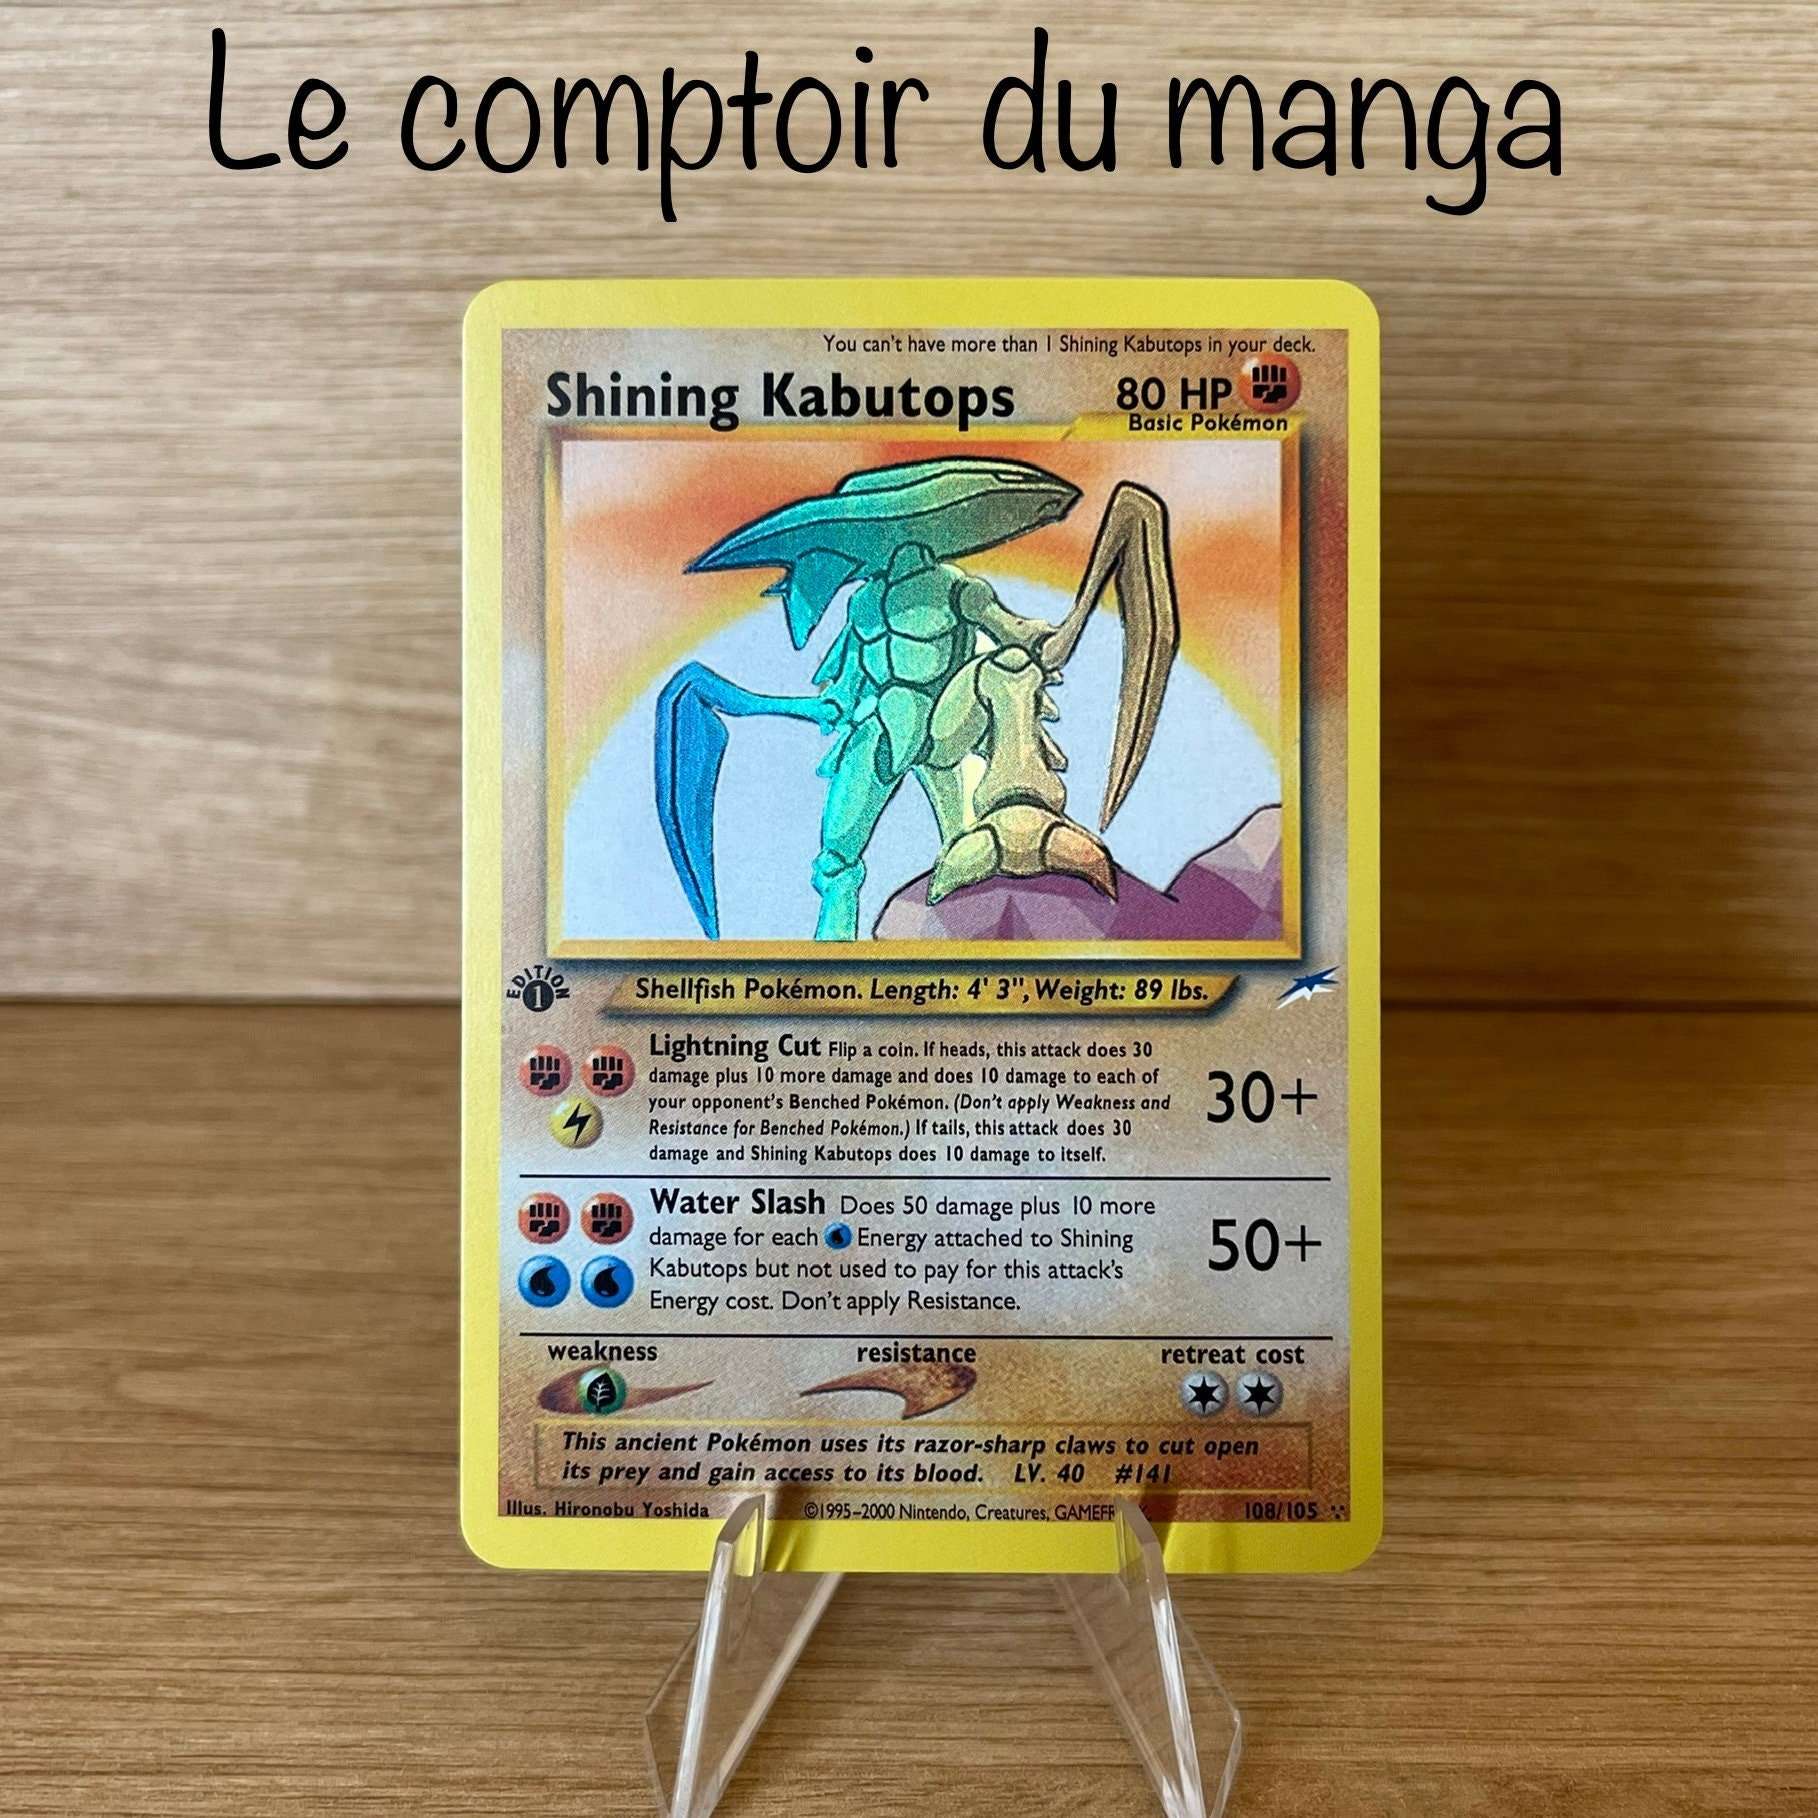 Le comptoir du manga
You can't have more than 1 Shining Kabutops in your deck.
Shining Kabutops 80 HP
Basic Pokémon
EDITION
1
Shellfish Pokémon. Length: 4' 3", Weight: 89 lbs.
Lightning Cut Flip a coin. If heads, this attack does 30
damage plus 10 more damage and does 10 damage to each of
your opponent's Benched Pokémon. (Don't apply Weakness and
Resistance for Benched Pokémon.) If tails, this attack does 30
damage and Shining Kabutops does 10 damage to itself.
30+
Water Slash Does 50 damage plus 10 more
damage for each Energy attached to Shining
Kabutops but not used to pay for this attack's
Energy cost. Don't apply Resistance.
50+
weakness resistance retreat cost
This ancient Pokémon uses its razor-sharp claws to cut open
its prey and gain access to its blood. LV. 40 #141
Illus. Hironobu Yoshida ©1995-2000 Nintendo, Creatures, 108/105